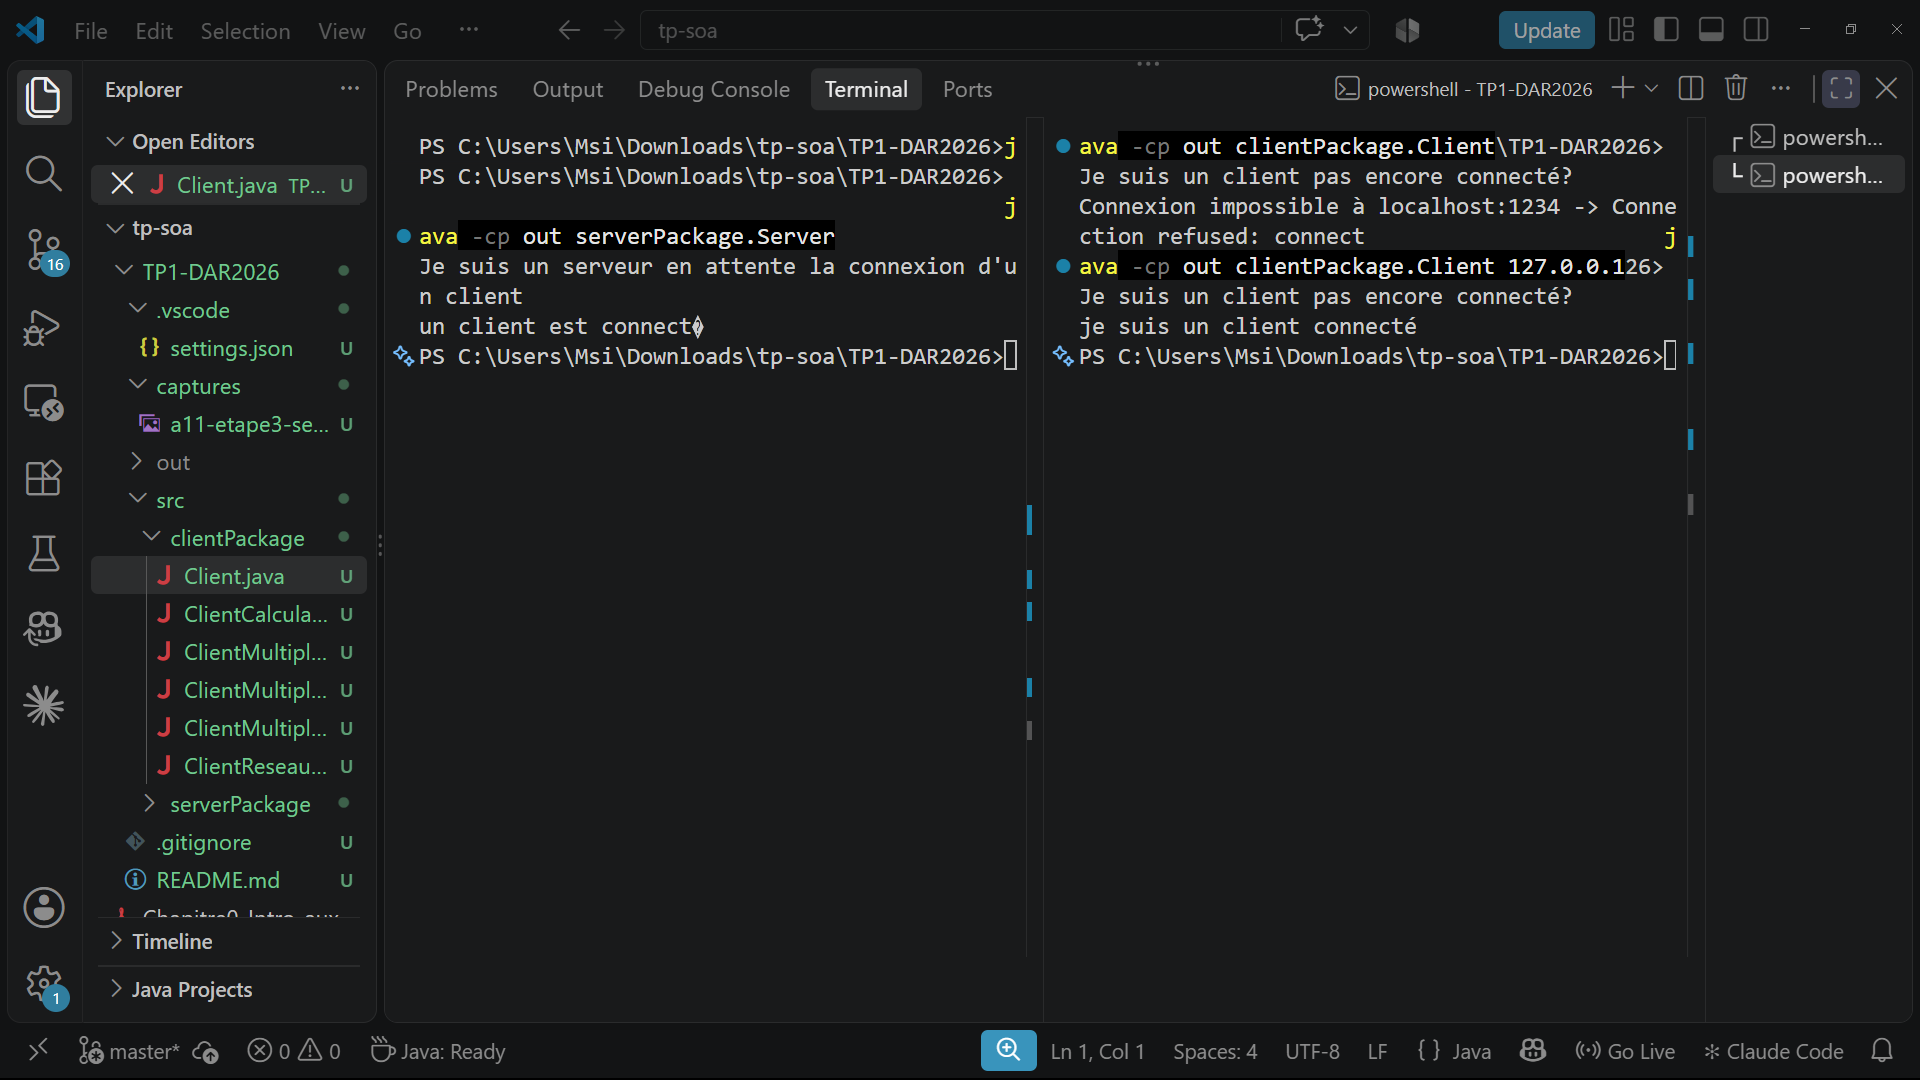 File Edit Selection View Go ···
tp-soa
Update
Explorer
Open Editors
Client.java TP... U
tp-soa
TP1-DAR2026
.vscode
{} settings.json U
captures
a11-etape3-se... U
out
src
clientPackage
J Client.java U
J ClientCalcula... U
J ClientMultipl... U
J ClientMultipl... U
J ClientMultipl... U
J ClientReseau... U
serverPackage
.gitignore U
README.md U
Timeline
Java Projects
16
1
Problems Output Debug Console Terminal Ports
powershell - TP1-DAR2026
PS C:\Users\Msi\Downloads\tp-soa\TP1-DAR2026>j
PS C:\Users\Msi\Downloads\tp-soa\TP1-DAR2026>
j
ava -cp out serverPackage.Server
Je suis un serveur en attente la connexion d'u
n client
un client est connect�
PS C:\Users\Msi\Downloads\tp-soa\TP1-DAR2026>
ava -cp out clientPackage.Client\TP1-DAR2026>
Je suis un client pas encore connecté?
Connexion impossible à localhost:1234 -> Conne
ction refused: connect j
ava -cp out clientPackage.Client 127.0.0.126>
Je suis un client pas encore connecté?
je suis un client connecté
PS C:\Users\Msi\Downloads\tp-soa\TP1-DAR2026>
powersh...
powersh...
master* 0 0 Java: Ready
Ln 1, Col 1 Spaces: 4 UTF-8 LF {} Java Go Live Claude Code